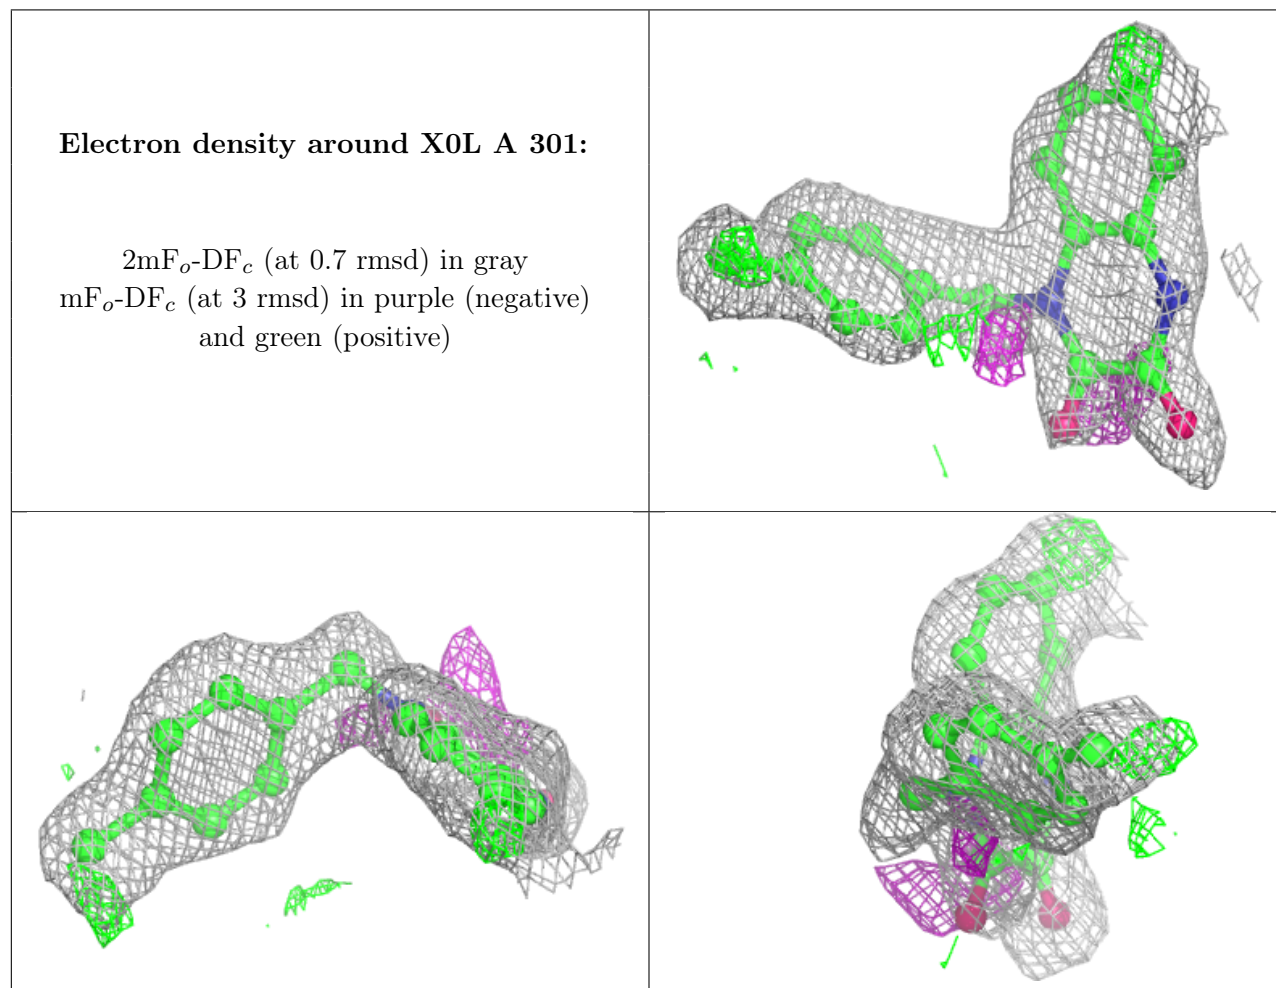 Electron density around X0L A 301:
2mFo-DFc (at 0.7 rmsd) in gray
mFo-DFc (at 3 rmsd) in purple (negative)
and green (positive)